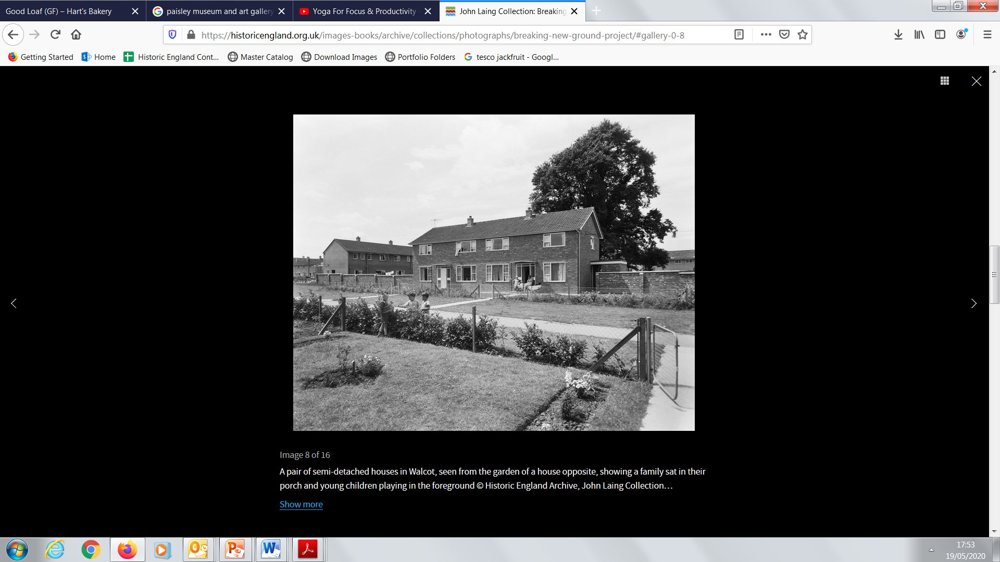 Good Loaf (GF) – Hart's Bakery
paisley museum and art gallery
Yoga For Focus & Productivity -
John Laing Collection: Breaking
https://historicengland.org.uk/images-books/archive/collections/photographs/breaking-new-ground-project/#gallery-0-8
Getting Started
Home
Historic England Cont...
Master Catalog
Download Images
Portfolio Folders
tesco jackfruit - Googl...
Image 8 of 16
A pair of semi-detached houses in Walcot, seen from the garden of a house opposite, showing a family sat in their
porch and young children playing in the foreground © Historic England Archive, John Laing Collection…
Show more
17:53
19/05/2020